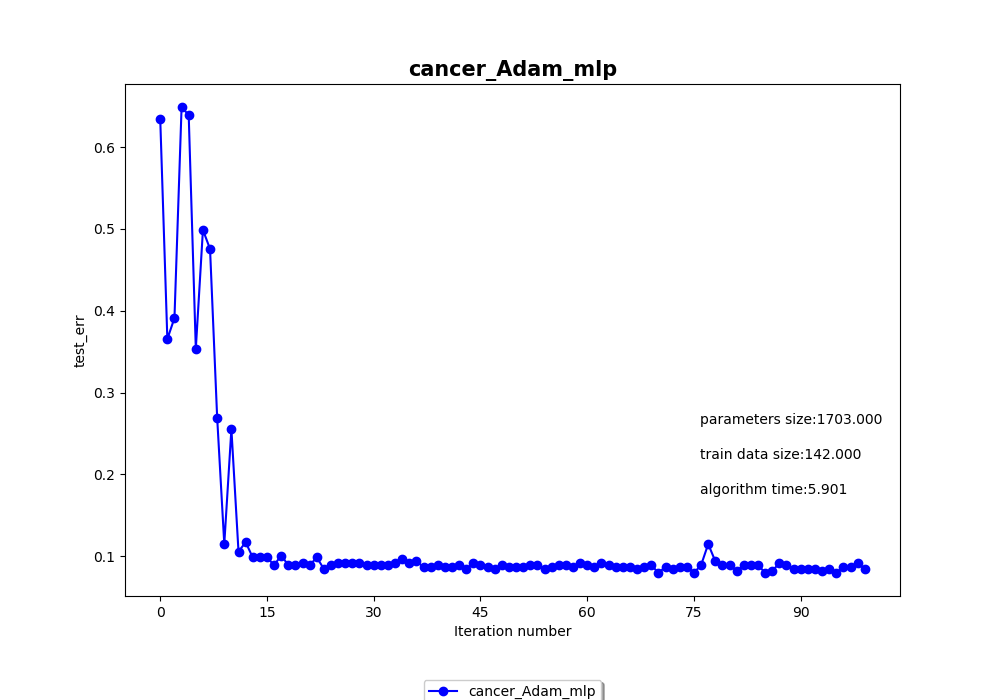 cancer_Adam_mlp
0.6
0.5
0.4
0.3
0.2
0.1
test_err
parameters size:1703.000
train data size:142.000
algorithm time:5.901
0 15 30 45 60 75 90
Iteration number
cancer_Adam_mlp